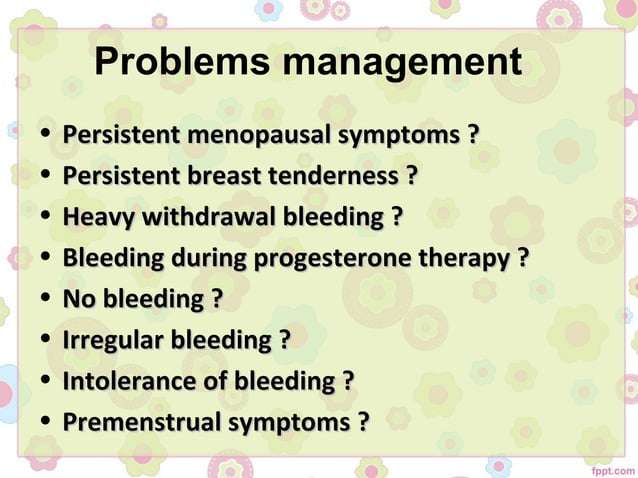 Problems management
• Persistent menopausal symptoms ?
• Persistent breast tenderness ?
• Heavy withdrawal bleeding ?
• Bleeding during progesterone therapy ?
• No bleeding ?
• Irregular bleeding ?
• Intolerance of bleeding ?
• Premenstrual symptoms ?
fppt.com